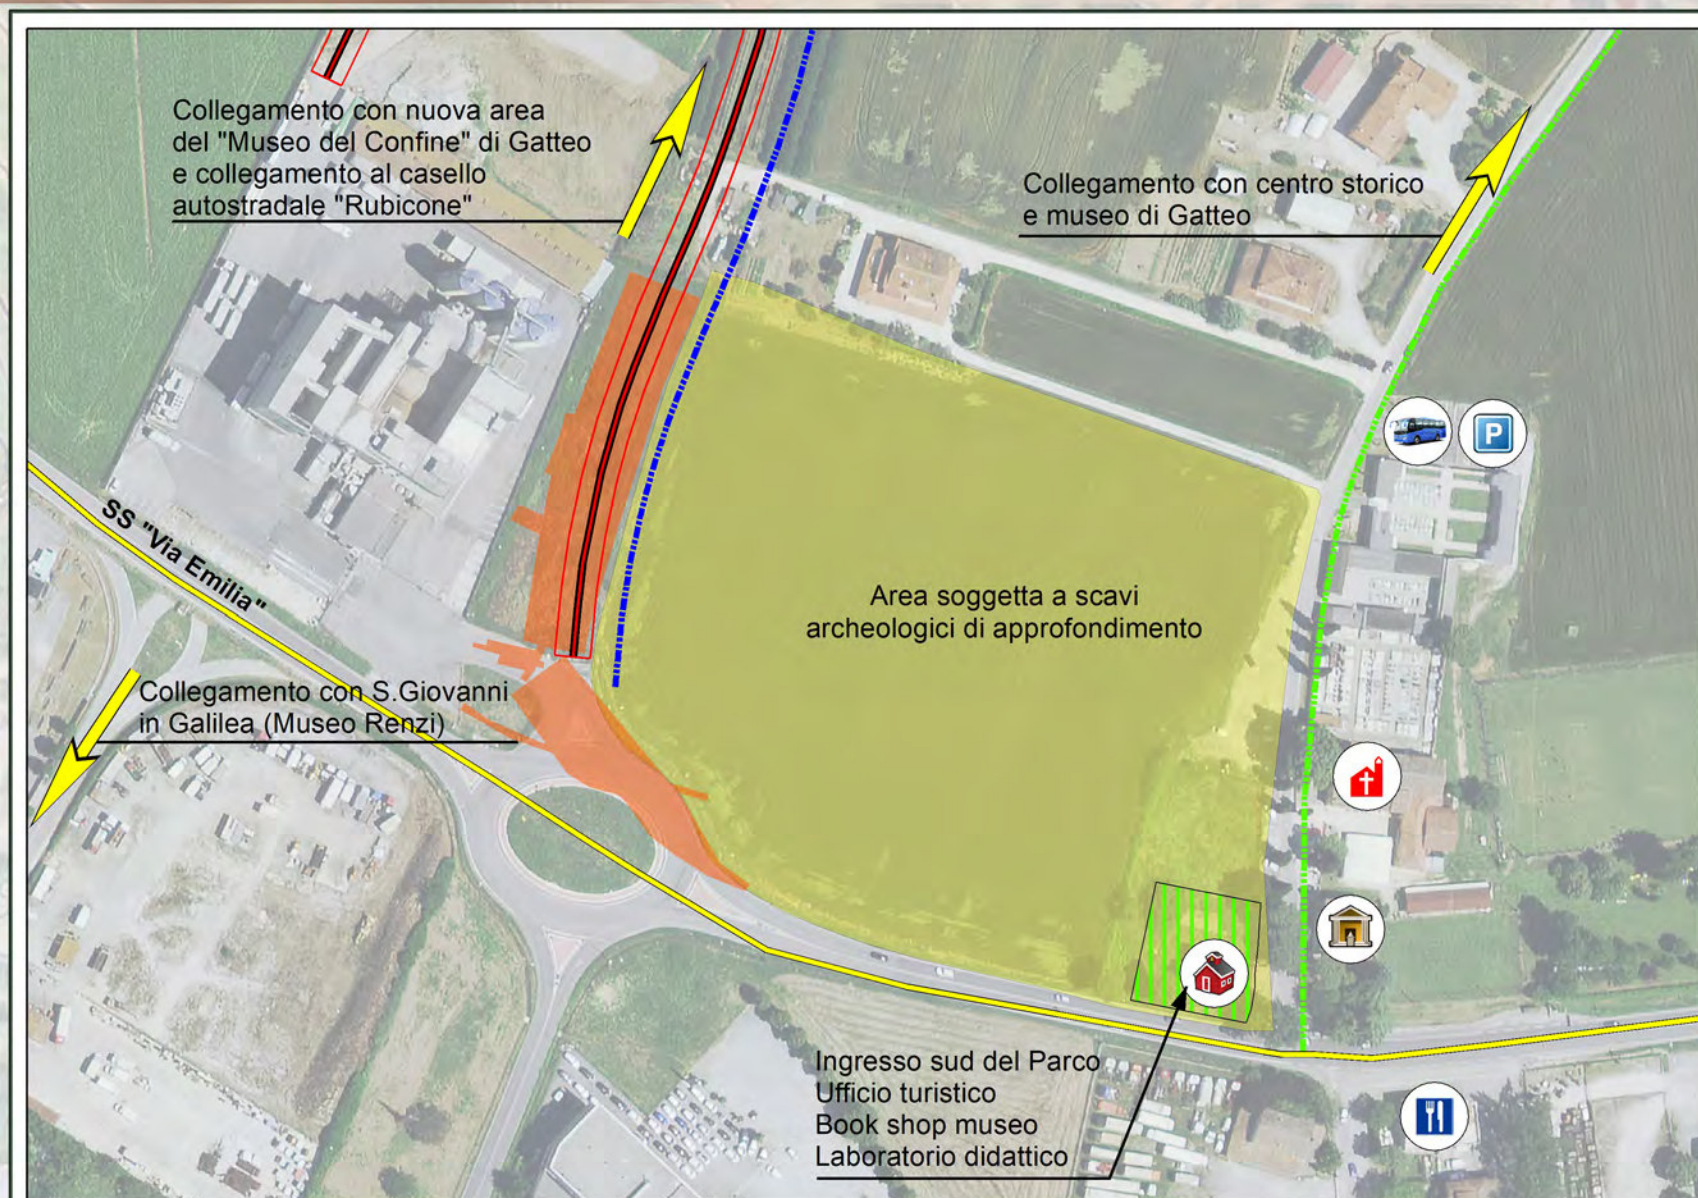 Collegamento con nuova area
del "Museo del Confine" di Gatteo
e collegamento al casello
autostradale "Rubicone"
Collegamento con centro storico
e museo di Gatteo
P
SS "Via Emilia"
Area soggetta a scavi
archeologici di approfondimento
Collegamento con S.Giovanni
in Galilea (Museo Renzi)
Ingresso sud del Parco
Ufficio turistico
Book shop museo
Laboratorio didattico